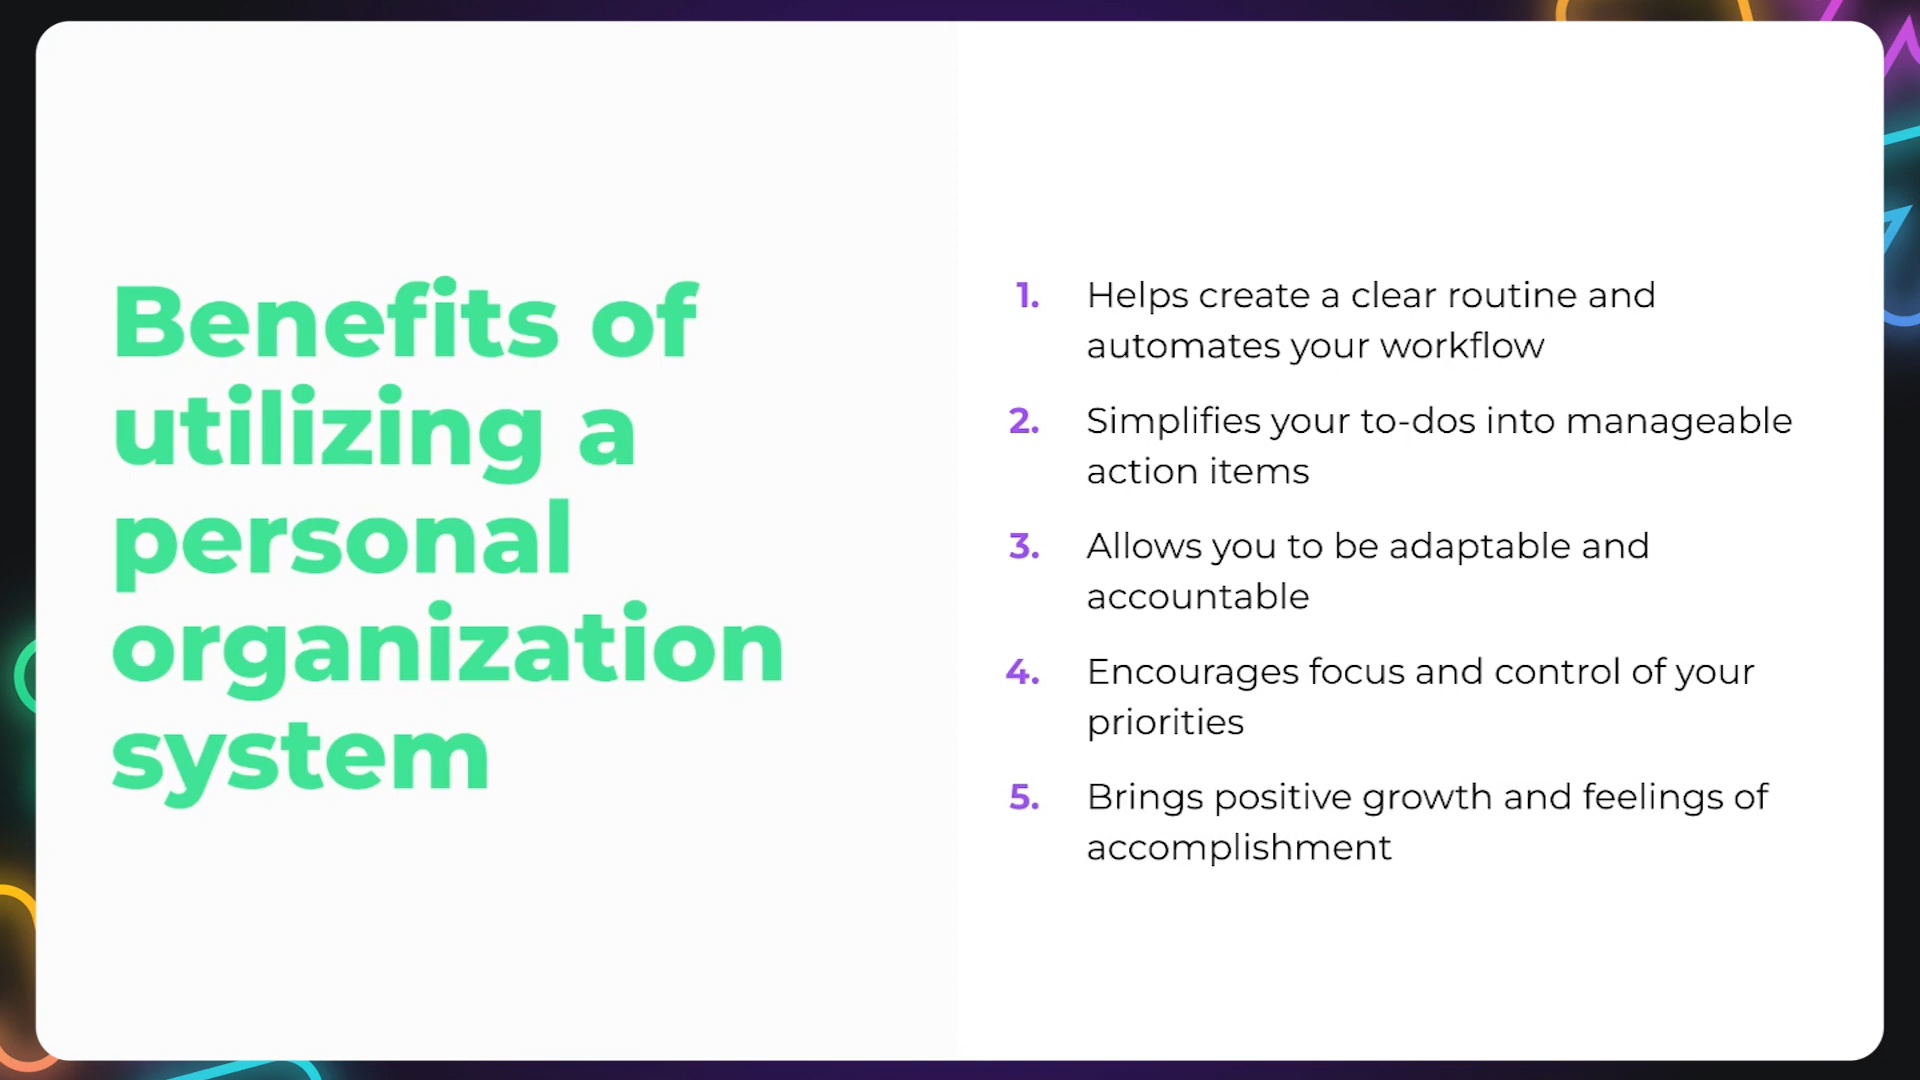 Benefits of
utilizing a
personal
organization
system
1. Helps create a clear routine and
automates your workflow
2. Simplifies your to-dos into manageable
action items
3. Allows you to be adaptable and
accountable
4. Encourages focus and control of your
priorities
5. Brings positive growth and feelings of
accomplishment